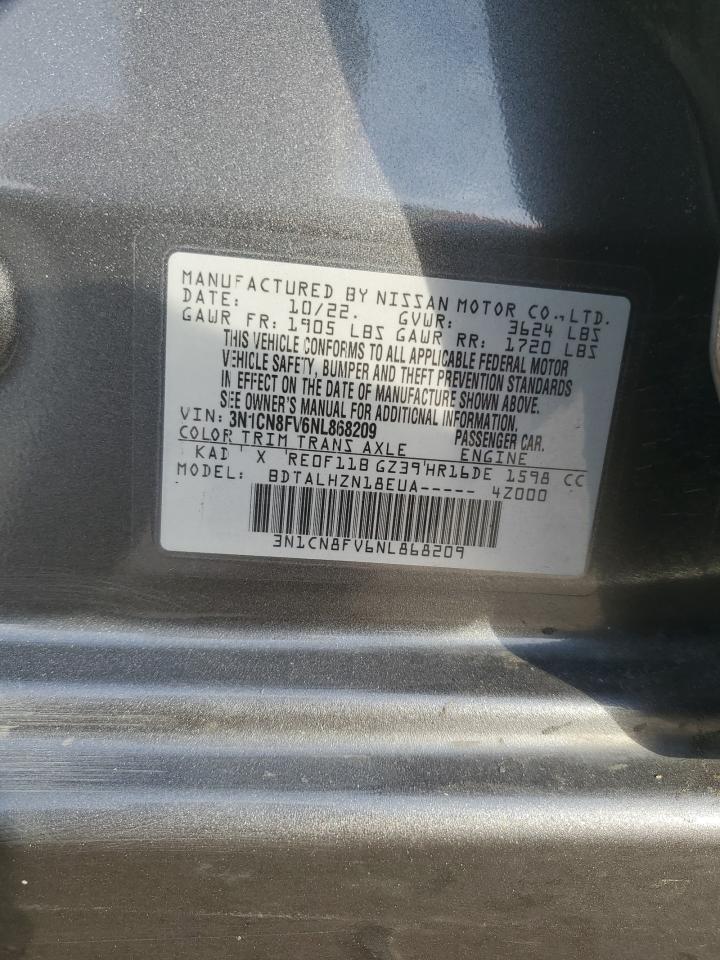 MANUFACTURED BY NISSAN MOTOR CO.,LTD.
DATE: 10/22. GVWR: 3624 LBS
GAWR FR: 1905 LBS GAWR RR: 1720 LBS
THIS VEHICLE CONFORMS TO ALL APPLICABLE FEDERAL MOTOR
VEHICLE SAFETY, BUMPER AND THEFT PREVENTION STANDARDS
IN EFFECT ON THE DATE OF MANUFACTURE SHOWN ABOVE.
SEE OWNER'S MANUAL FOR ADDITIONAL INFORMATION.
VIN: 3N1CN8FV6NL868209 PASSENGER CAR.
COLOR TRIM TRANS AXLE ENGINE
KAD X RE0F11B GZ39 HR16DE 1598 CC
MODEL: BDTALHZN18EUA----- 4Z000
3N1CN8FV6NL868209